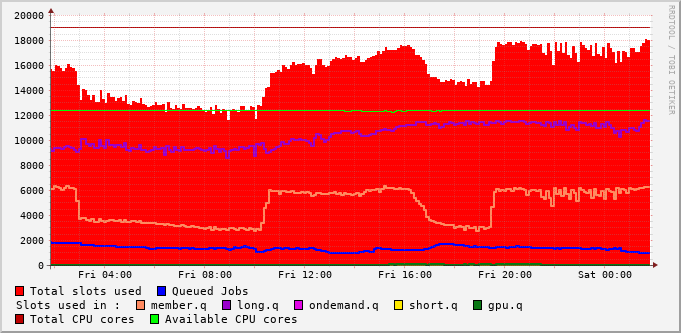 20000
18000
16000
14000
12000
10000
8000
6000
4000
2000
0
Fri 04:00 Fri 08:00 Fri 12:00 Fri 16:00 Fri 20:00 Sat 00:00
RRDTOOL / TOBI OETIKER
Total slots used Queued Jobs
Slots used in : member.q long.q ondemand.q short.q gpu.q
Total CPU cores Available CPU cores